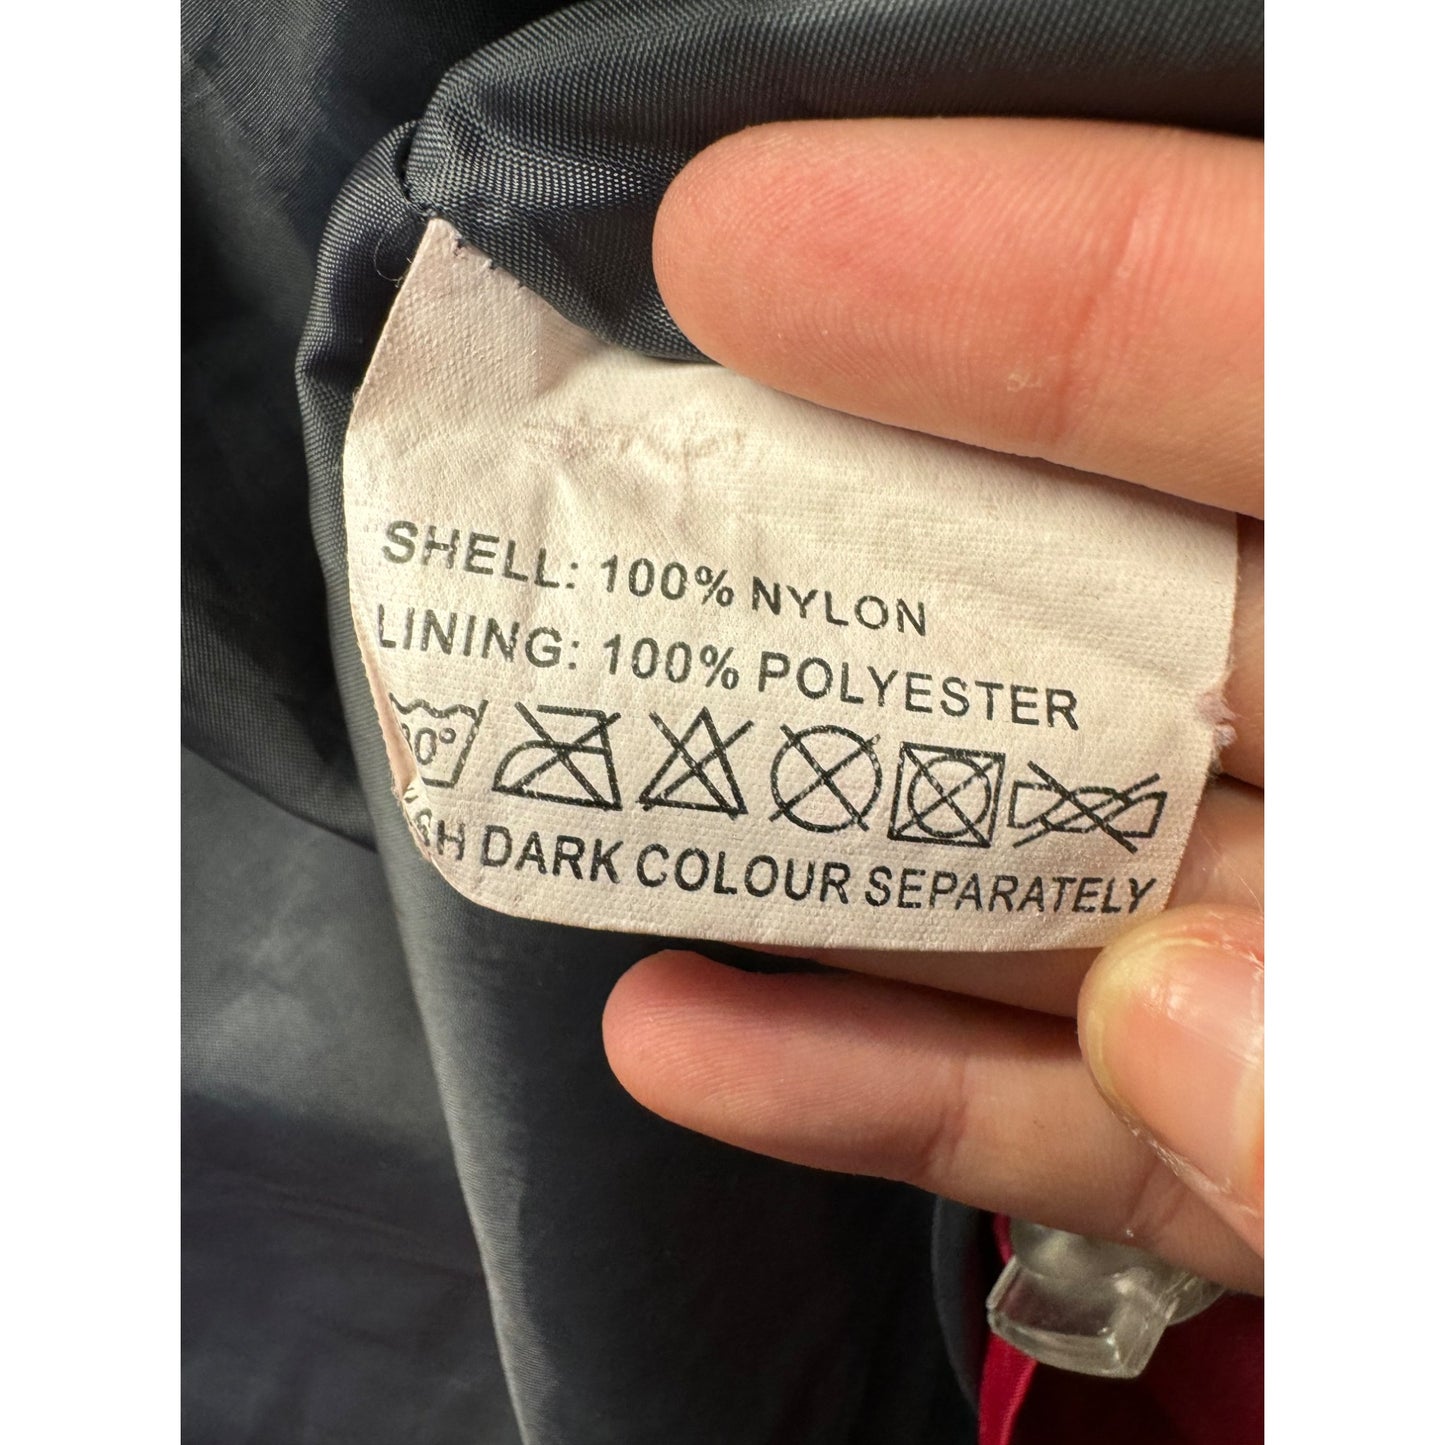 SHELL: 100% NYLON
LINING: 100% POLYESTER
DARK COLOUR SEPARATELY